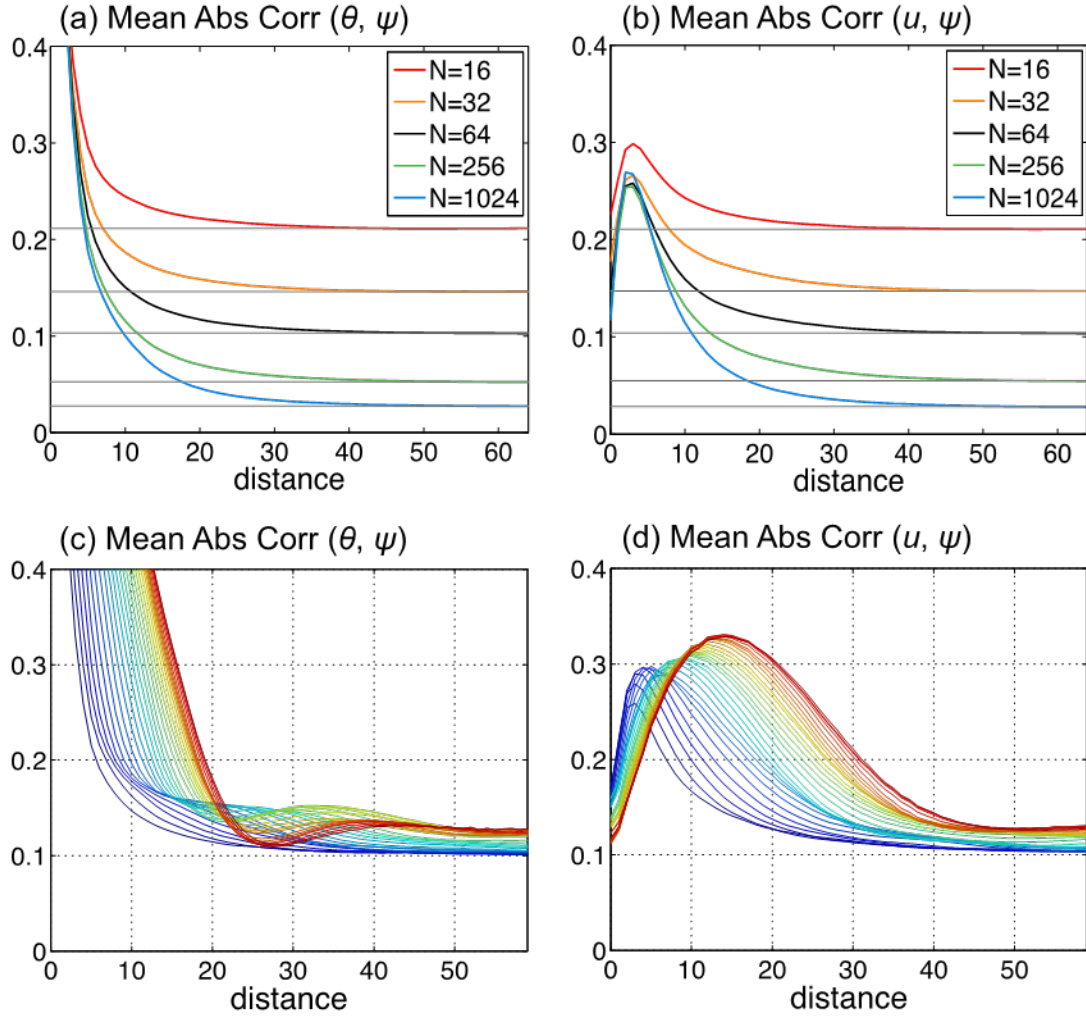 (a) Mean Abs Corr (θ, ψ)
0.4
0.3
0.2
0.1
0
N=16
N=32
N=64
N=256
N=1024
0 10 20 30 40 50 60
distance
(b) Mean Abs Corr (u, ψ)
0.4
0.3
0.2
0.1
0
N=16
N=32
N=64
N=256
N=1024
0 10 20 30 40 50 60
distance
(c) Mean Abs Corr (θ, ψ)
0.4
0.3
0.2
0.1
0
0 10 20 30 40 50
distance
(d) Mean Abs Corr (u, ψ)
0.4
0.3
0.2
0.1
0
0 10 20 30 40 50
distance